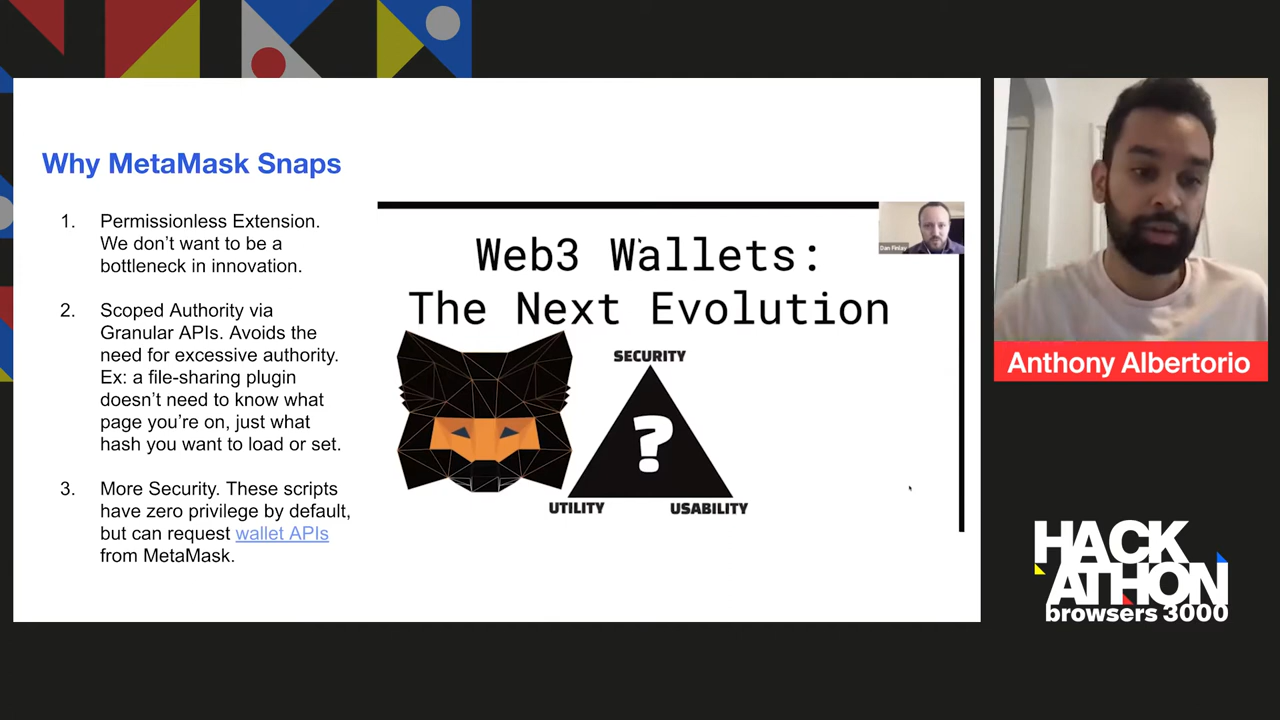 Why MetaMask Snaps
1. Permissionless Extension.
We don't want to be a
bottleneck in innovation.
2. Scoped Authority via
Granular APIs. Avoids the
need for excessive authority.
Ex: a file-sharing plugin
doesn't need to know what
page you're on, just what
hash you want to load or set.
3. More Security. These scripts
have zero privilege by default,
but can request wallet APIs
from MetaMask.
Web3 Wallets:
The Next Evolution
Dan Finlay
SECURITY
?
UTILITY
USABILITY
Anthony Albertorio
HACK
ATHON
browsers 3000